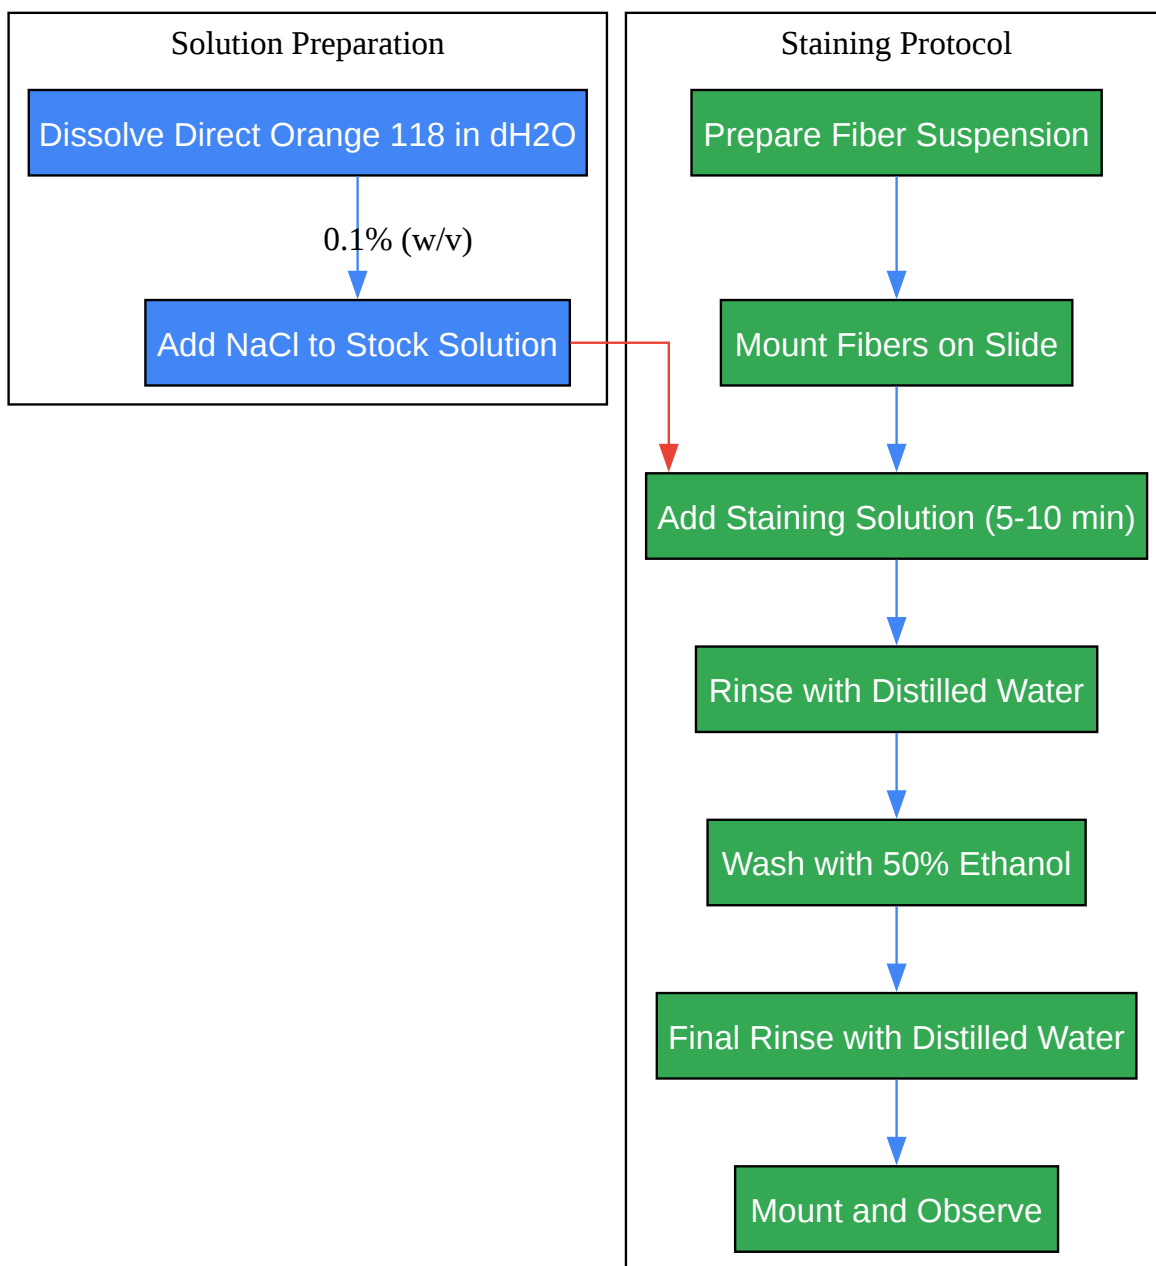 Solution Preparation
Dissolve Direct Orange 118 in dH2O
0.1% (w/v)
Add NaCl to Stock Solution
Staining Protocol
Prepare Fiber Suspension
Mount Fibers on Slide
Add Staining Solution (5-10 min)
Rinse with Distilled Water
Wash with 50% Ethanol
Final Rinse with Distilled Water
Mount and Observe